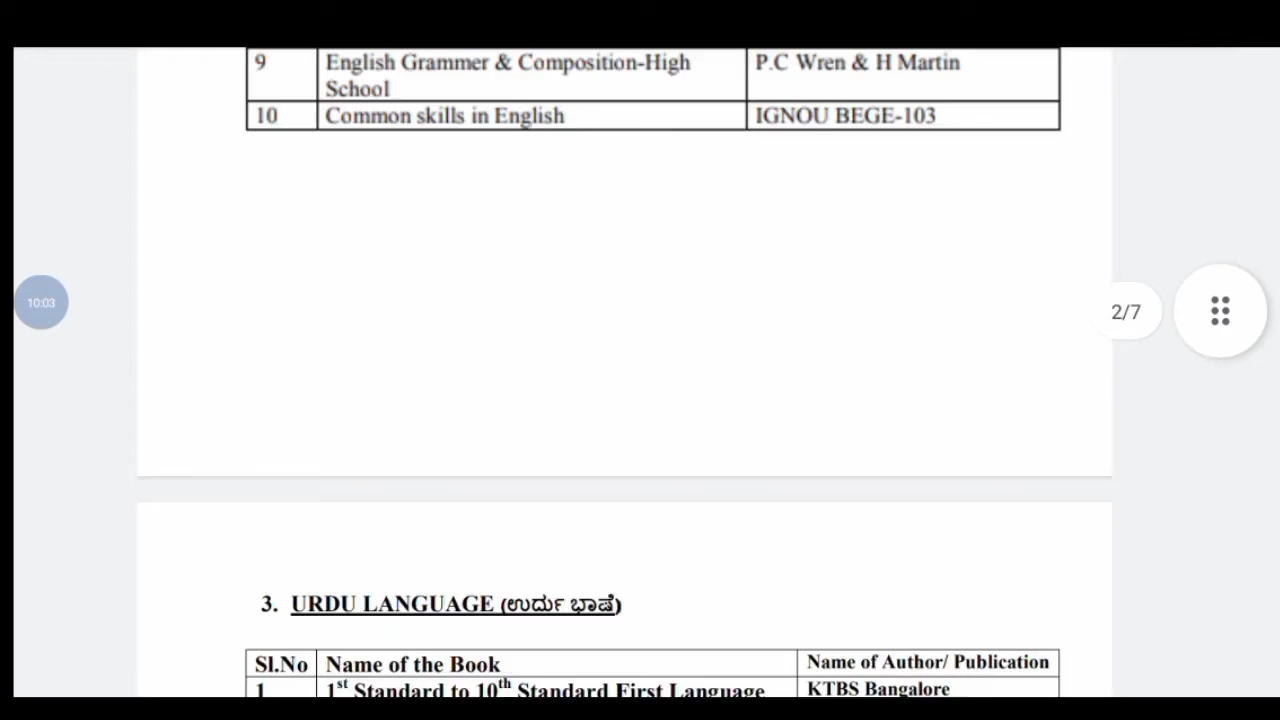 9 English Grammer & Composition-High P.C Wren & H Martin
School
10 Common skills in English IGNOU BEGE-103
10:03
2/7
3. URDU LANGUAGE (ಉರ್ದು ಭಾಷೆ)
Sl.No Name of the Book Name of Author/ Publication
1 1st Standard to 10th Standard First Language KTBS Bangalore